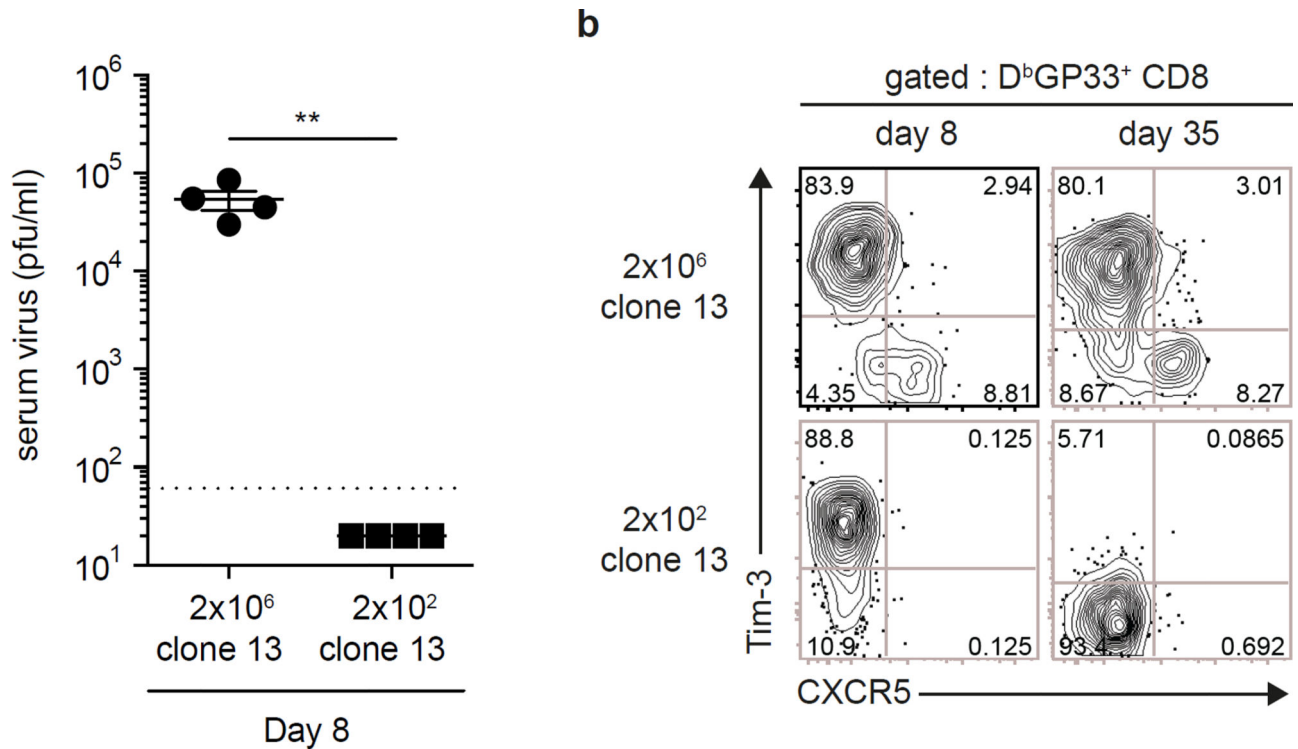 serum virus (pfu/ml)
10⁶
10⁵
10⁴
10³
10²
10¹
**
2x10⁶
clone 13
2x10²
clone 13
Day 8
b
gated : DᵇGP33⁺ CD8
day 8
day 35
2x10⁶
clone 13
83.9
2.94
4.35
8.81
80.1
3.01
8.67
8.27
2x10²
clone 13
88.8
0.125
10.9
0.125
5.71
0.0865
93.4
0.692
Tim-3
CXCR5